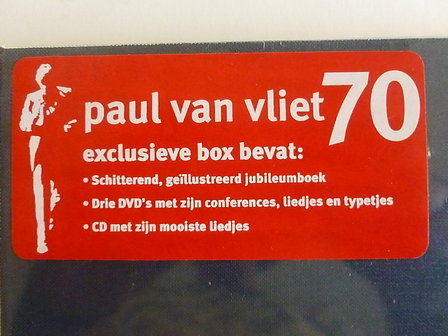 paul van vliet 70
exclusieve box bevat:
• Schitterend, geïllustreerd jubileumboek
• Drie DVD's met zijn conferences, liedjes en typetjes
• CD met zijn mooiste liedjes